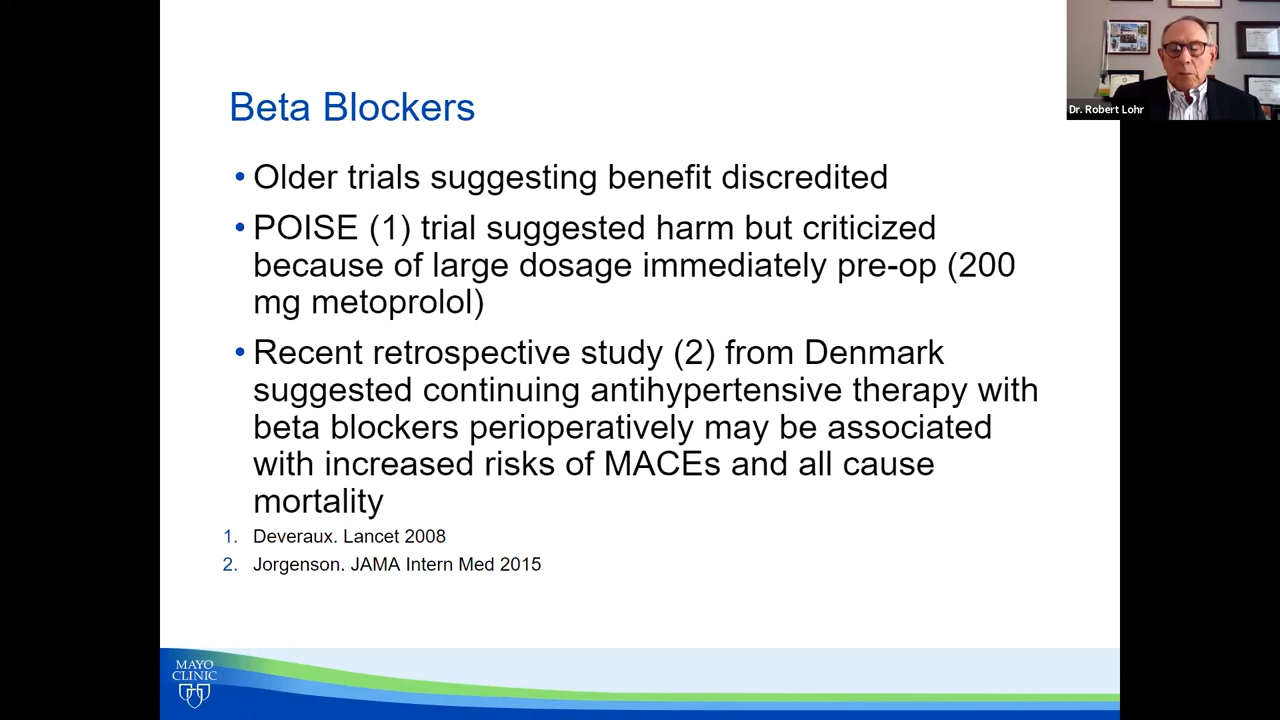 Dr. Robert Lohr
Beta Blockers
• Older trials suggesting benefit discredited
• POISE (1) trial suggested harm but criticized
because of large dosage immediately pre-op (200
mg metoprolol)
• Recent retrospective study (2) from Denmark
suggested continuing antihypertensive therapy with
beta blockers perioperatively may be associated
with increased risks of MACEs and all cause
mortality
1. Deveraux. Lancet 2008
2. Jorgenson. JAMA Intern Med 2015
MAYO
CLINIC